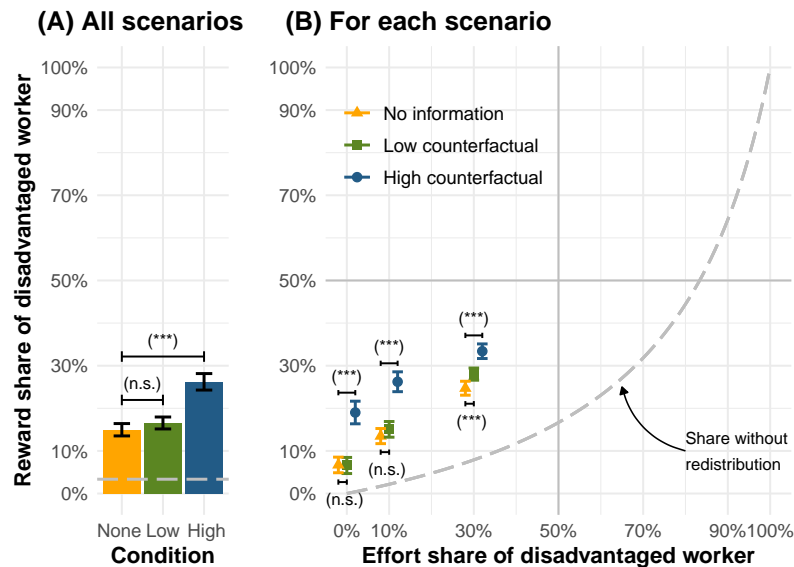 (A) All scenarios
(B) For each scenario
Reward share of disadvantaged worker
100%
90%
70%
50%
30%
10%
0%
(***)
(n.s.)
None Low High
Condition
100%
90%
70%
50%
30%
10%
0%
No information
Low counterfactual
High counterfactual
(***)
(***)
(***)
(***)
(n.s.)
(n.s.)
Share without
redistribution
0% 10% 30% 50% 70% 90% 100%
Effort share of disadvantaged worker